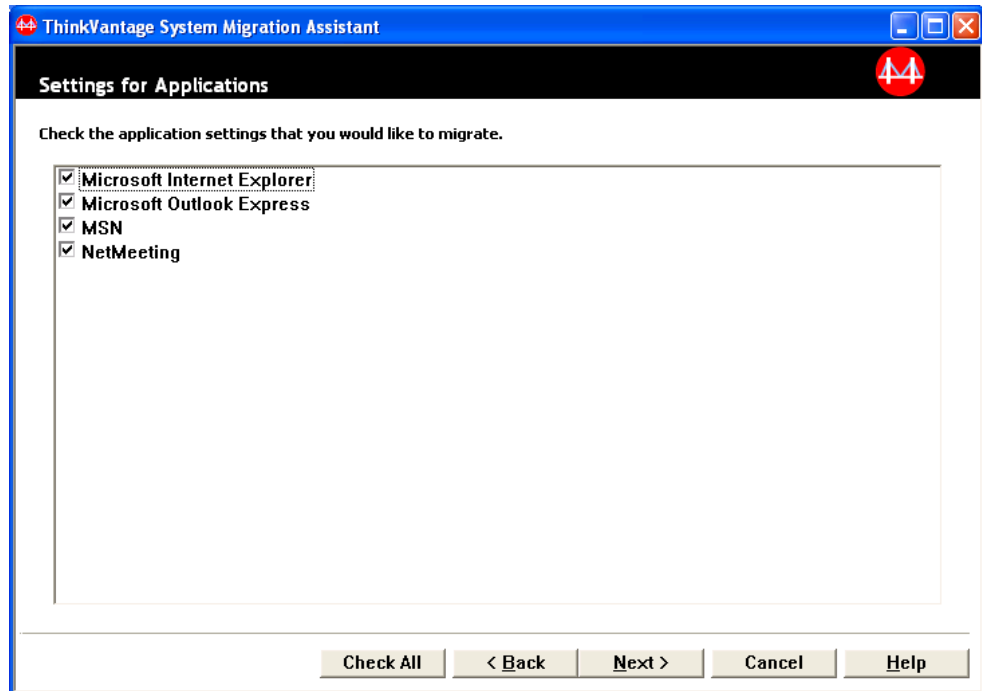 ThinkVantage System Migration Assistant
Settings for Applications
Check the application settings that you would like to migrate.
Microsoft Internet Explorer
Microsoft Outlook Express
MSN
NetMeeting
Check All
< Back
Next >
Cancel
Help